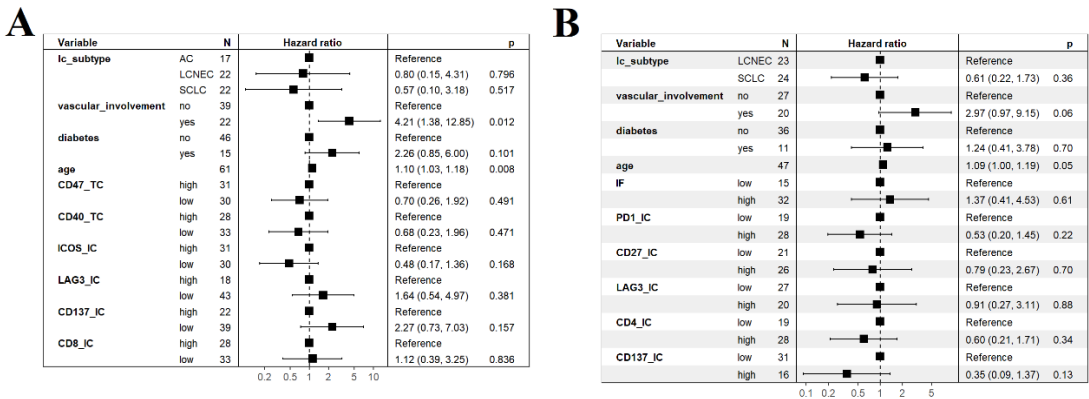 A
Variable N Hazard ratio p
lc_subtype AC 17 Reference
LCNEC 22 0.80 (0.15, 4.31) 0.796
SCLC 22 0.57 (0.10, 3.18) 0.517
vascular_involvement no 39 Reference
yes 22 4.21 (1.38, 12.85) 0.012
diabetes no 46 Reference
yes 15 2.26 (0.85, 6.00) 0.101
age 61 1.10 (1.03, 1.18) 0.008
CD47_TC high 31 Reference
low 30 0.70 (0.26, 1.92) 0.491
CD40_TC high 28 Reference
low 33 0.68 (0.23, 1.96) 0.471
ICOS_IC high 31 Reference
low 30 0.48 (0.17, 1.36) 0.168
LAG3_IC high 18 Reference
low 43 1.64 (0.54, 4.97) 0.381
CD137_IC high 22 Reference
low 39 2.27 (0.73, 7.03) 0.157
CD8_IC high 28 Reference
low 33 1.12 (0.39, 3.25) 0.836
0.2 0.5 1 2 5 10
B
Variable N Hazard ratio p
lc_subtype LCNEC 23 Reference
SCLC 24 0.61 (0.22, 1.73) 0.36
vascular_involvement no 27 Reference
yes 20 2.97 (0.97, 9.15) 0.06
diabetes no 36 Reference
yes 11 1.24 (0.41, 3.78) 0.70
age 47 1.09 (1.00, 1.19) 0.05
IF low 15 Reference
high 32 1.37 (0.41, 4.53) 0.61
PD1_IC low 19 Reference
high 28 0.53 (0.20, 1.45) 0.22
CD27_IC low 21 Reference
high 26 0.79 (0.23, 2.67) 0.70
LAG3_IC low 27 Reference
high 20 0.91 (0.27, 3.11) 0.88
CD4_IC low 19 Reference
high 28 0.60 (0.21, 1.71) 0.34
CD137_IC low 31 Reference
high 16 0.35 (0.09, 1.37) 0.13
0.1 0.2 0.5 1 2 5